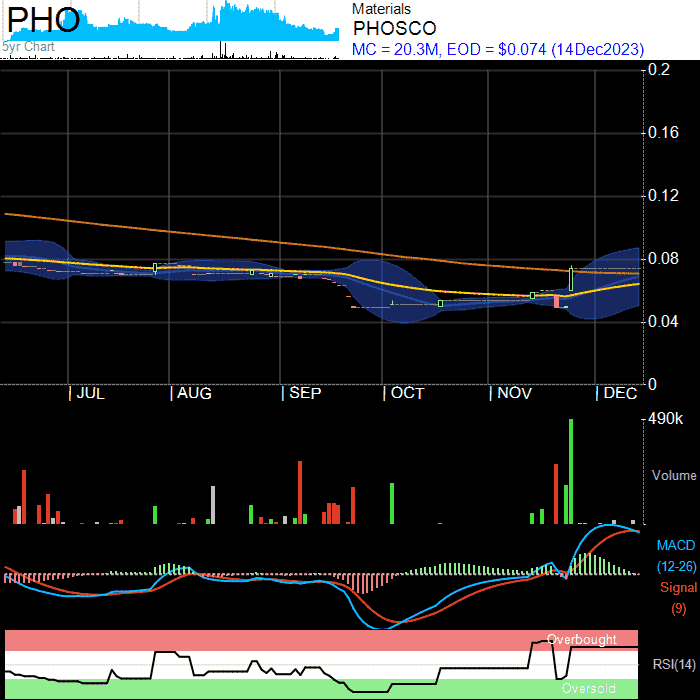 PHO
5yr Chart
Materials
PHOSCO
MC = 20.3M, EOD = $0.074 (14Dec2023)
0.2
0.16
0.12
0.08
0.04
0
JUL AUG SEP OCT NOV DEC
490k
Volume
MACD
(12-26)
Signal
(9)
Overbought
RSI(14)
Oversold